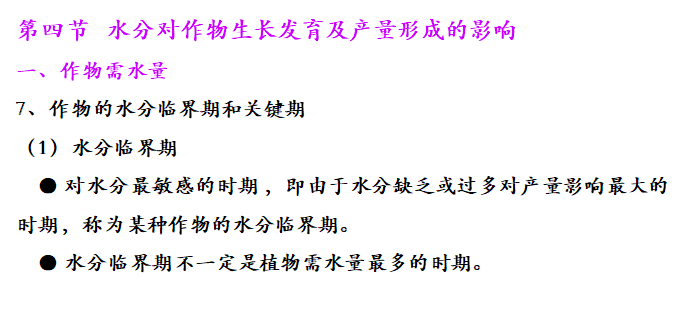 第四节 水分对作物生长发育及产量形成的影响
一、作物需水量
7、作物的水分临界期和关键期
（1）水分临界期
● 对水分最敏感的时期，即由于水分缺乏或过多对产量影响最大的
时期，称为某种作物的水分临界期。
● 水分临界期不一定是植物需水量最多的时期。